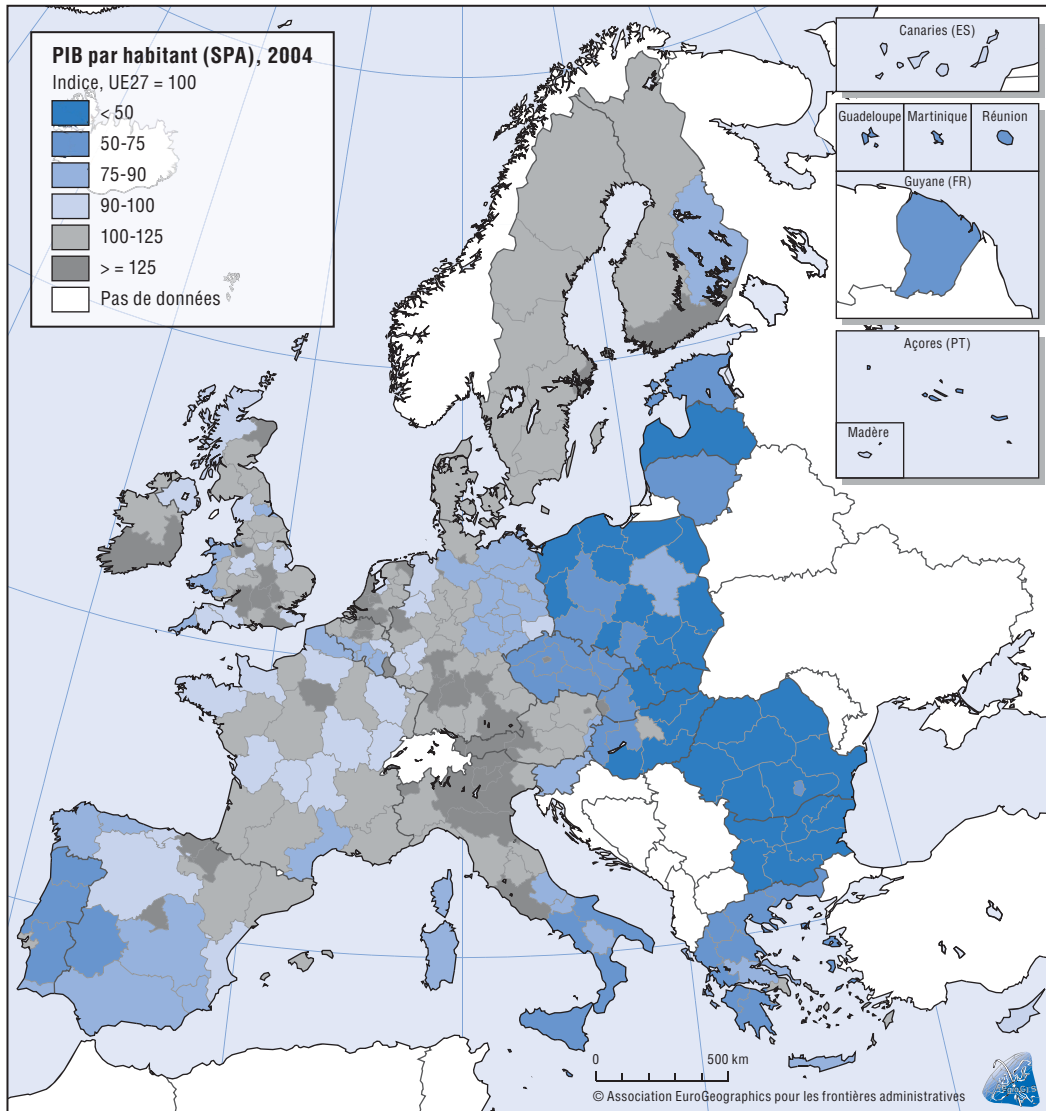 PIB par habitant (SPA), 2004
Indice, UE27 = 100
< 50
50-75
75-90
90-100
100-125
> = 125
Pas de données
Canaries (ES)
Guadeloupe
Martinique
Réunion
Guyane (FR)
Açores (PT)
Madère
0
500 km
© Association EuroGeographics pour les frontières administratives